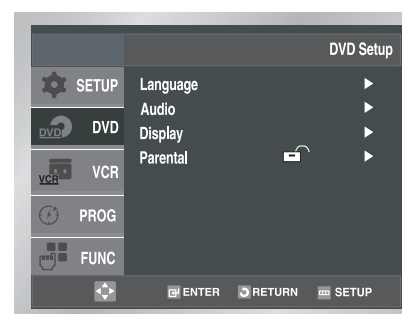 DVD Setup
SETUP
DVD DVD
VCR VCR
PROG
FUNC
Language
Audio
Display
Parental
ENTER RETURN SETUP